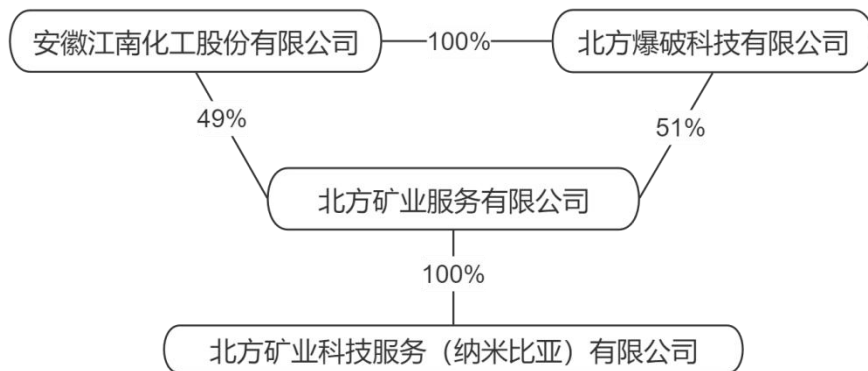 安徽江南化工股份有限公司
100%
北方爆破科技有限公司
49%
51%
北方矿业服务有限公司
100%
北方矿业科技服务（纳米比亚）有限公司